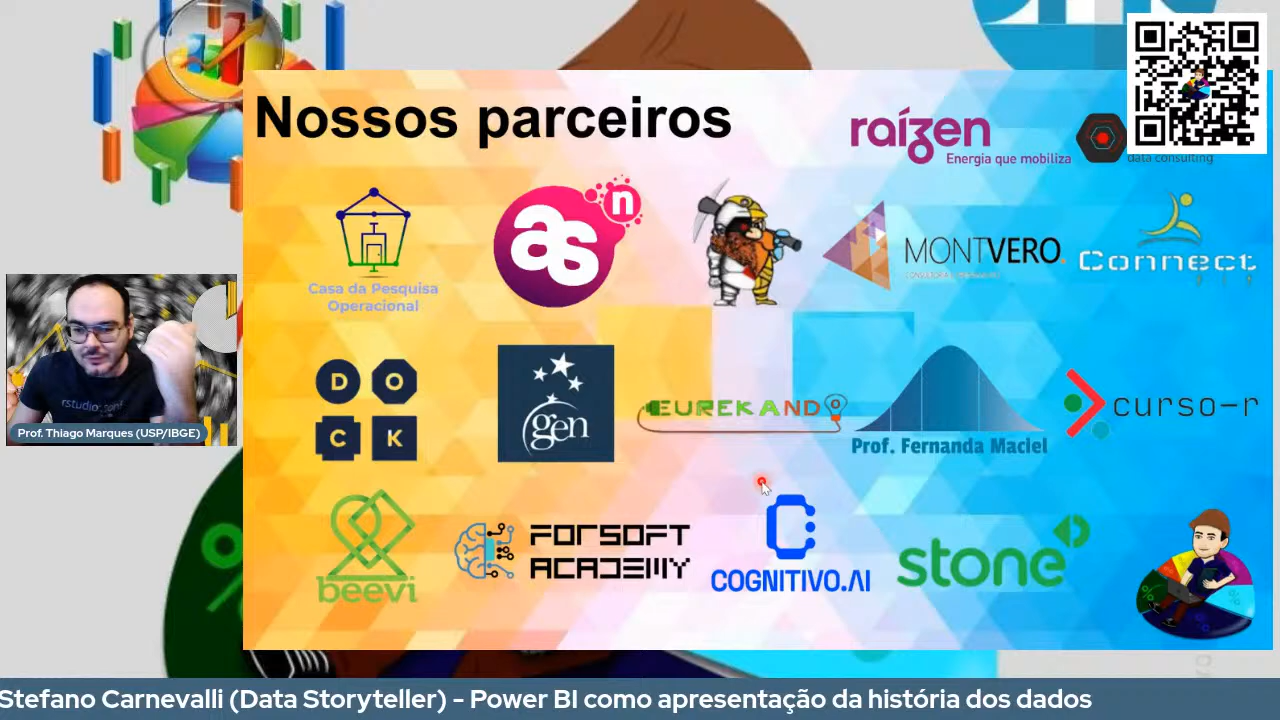 Nossos parceiros
raízen
Energia que mobiliza
data consulting
Casa da Pesquisa
Operacional
as
n
MONTVERO.
Connect
D O
C K
gen
EUREKANDO
Prof. Fernanda Maciel
curso-r
rstudio::conf
Prof. Thiago Marques (USP/IBGE)
beevi
FORSOFT
ACADEMY
COGNITIVO.AI
stone
Stefano Carnevalli (Data Storyteller) - Power BI como apresentação da história dos dados